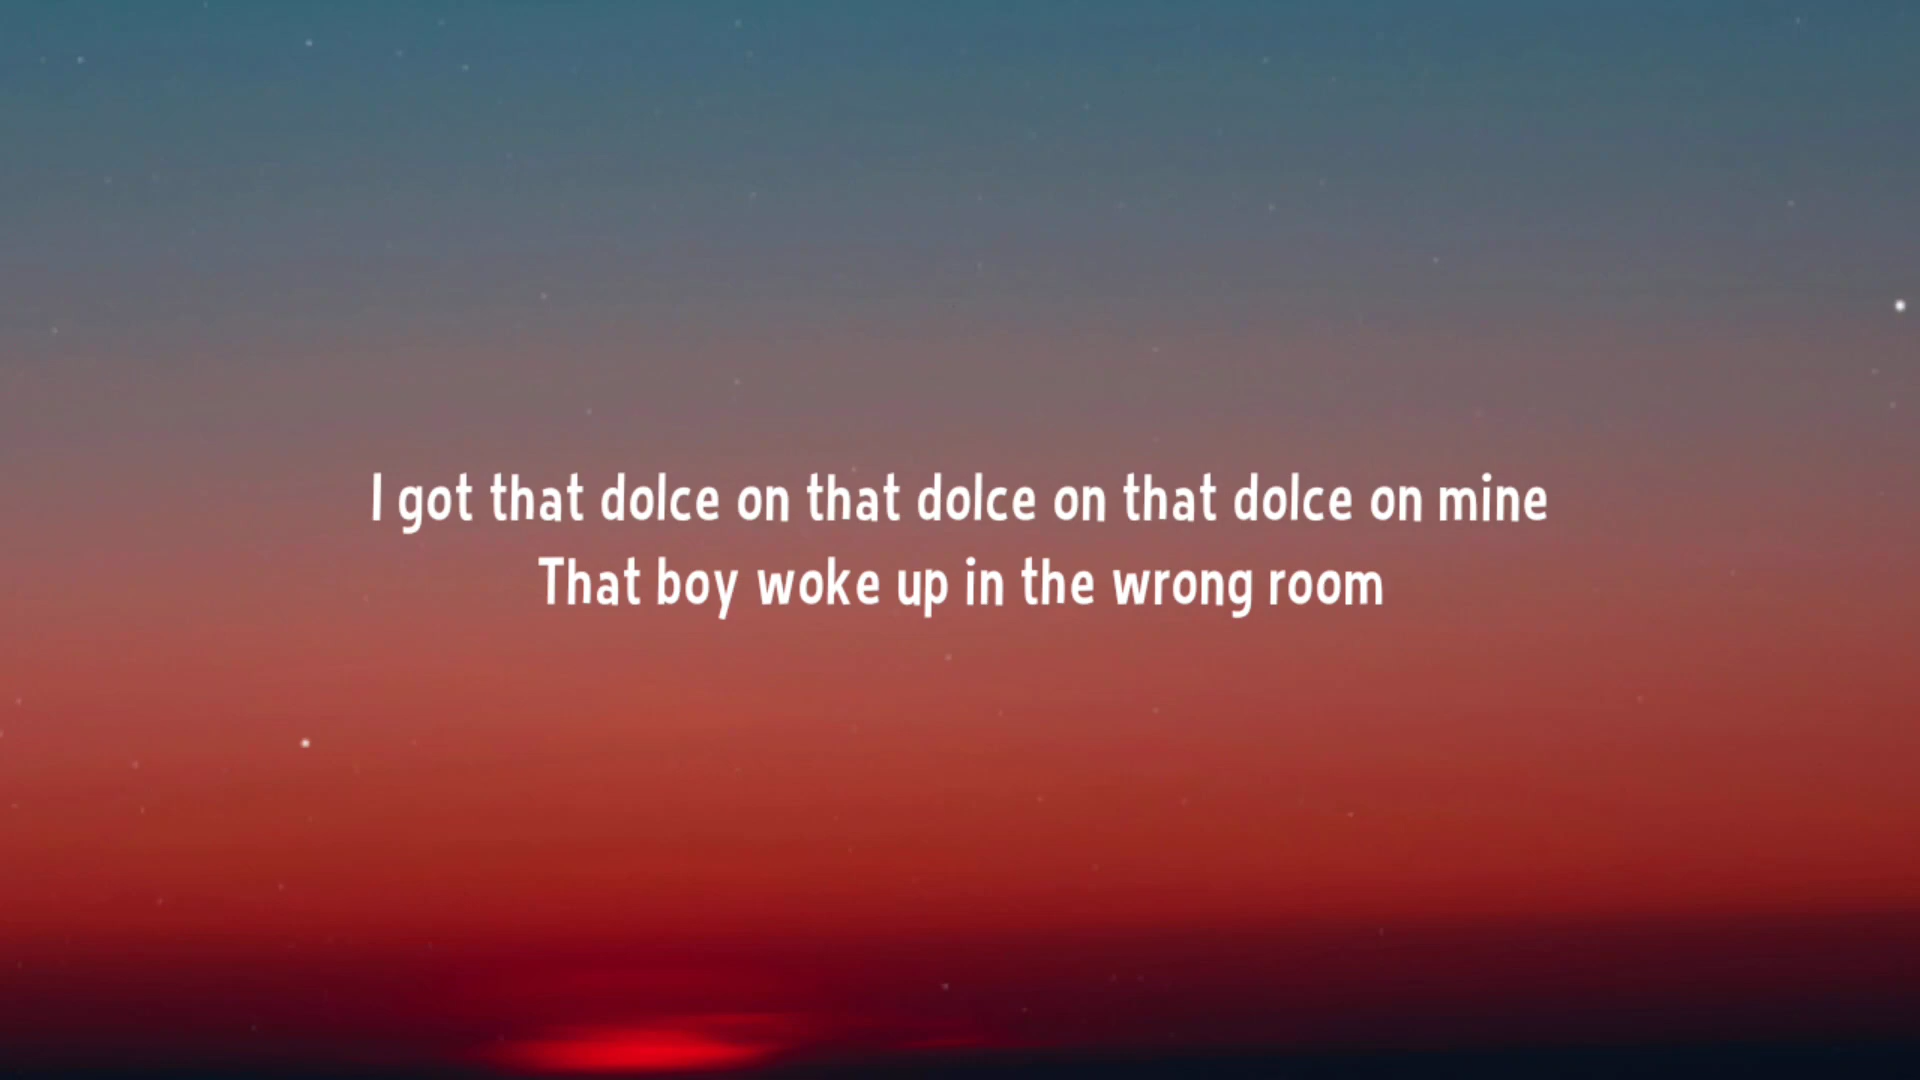 I got that dolce on that dolce on that dolce on mine
That boy woke up in the wrong room